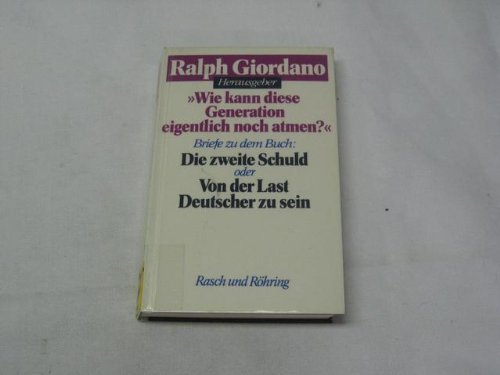 Ralph Giordano
Herausgeber
»Wie kann diese
Generation
eigentlich noch atmen?«
Briefe zu dem Buch:
Die zweite Schuld
oder
Von der Last
Deutscher zu sein
Rasch und Röhring